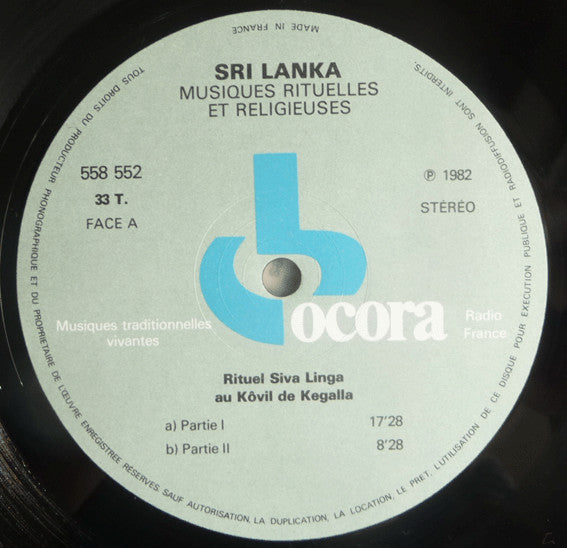 MADE IN FRANCE
SRI LANKA
MUSIQUES RITUELLES
ET RELIGIEUSES
558 552
33 T.
FACE A
℗ 1982
STÉRÉO
Musiques traditionnelles
vivantes
ocora
Radio
France
Rituel Siva Linga
au Kôvil de Kegalla
a) Partie I 17'28
b) Partie II 8'28
TOUS DROITS DU PRODUCTEUR PHONOGRAPHIQUE ET DU PROPRIETAIRE DE L'ŒUVRE ENREGISTREE RESERVES. SAUF AUTORISATION, LA DUPLICATION, LA LOCATION, LE PRET, L'UTILISATION DE CE DISQUE POUR EXECUTION PUBLIQUE ET RADIODIFFUSION SONT INTERDITS.